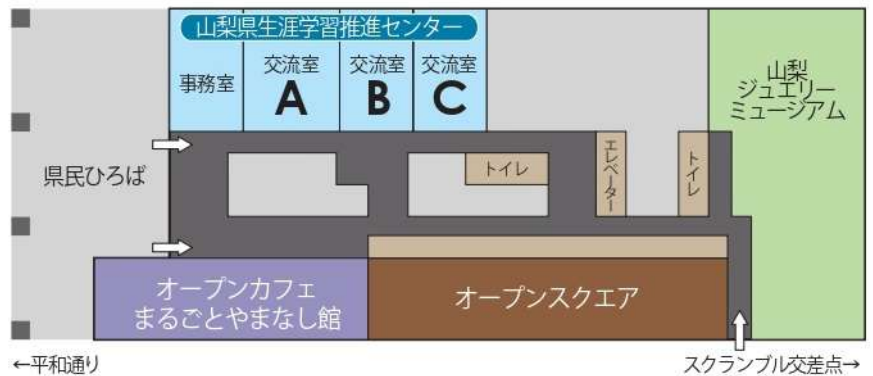 山梨県生涯学習推進センター
事務室
交流室
A
交流室
B
交流室
C
山梨
ジュエリー
ミュージアム
県民ひろば
トイレ
エレベーター
トイレ
オープンカフェ
まるごとやまなし館
オープンスクエア
←平和通り
スクランブル交差点→